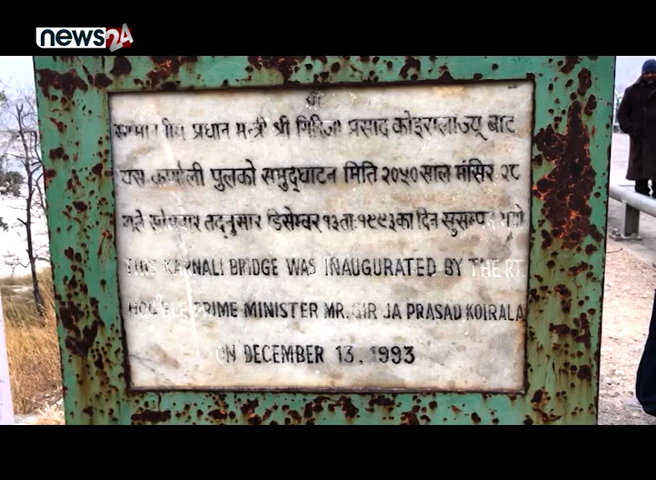 news24
श्री
सम्माननीय प्रधान मन्त्री श्री गिरिजा प्रसाद कोइरालाज्यू बाट
यस कर्णाली पुलको समुद्घाटन मिति २०५० साल मंसिर २८
गते सोमवार तदनुसार डिसेम्बर १३ ता: १९९३ का दिन सुसम्पन्न भयो
THIS KARNALI BRIDGE WAS INAUGURATED BY THE RT.
HON'BLE PRIME MINISTER MR. GIRIJA PRASAD KOIRALA
ON DECEMBER 13, 1993